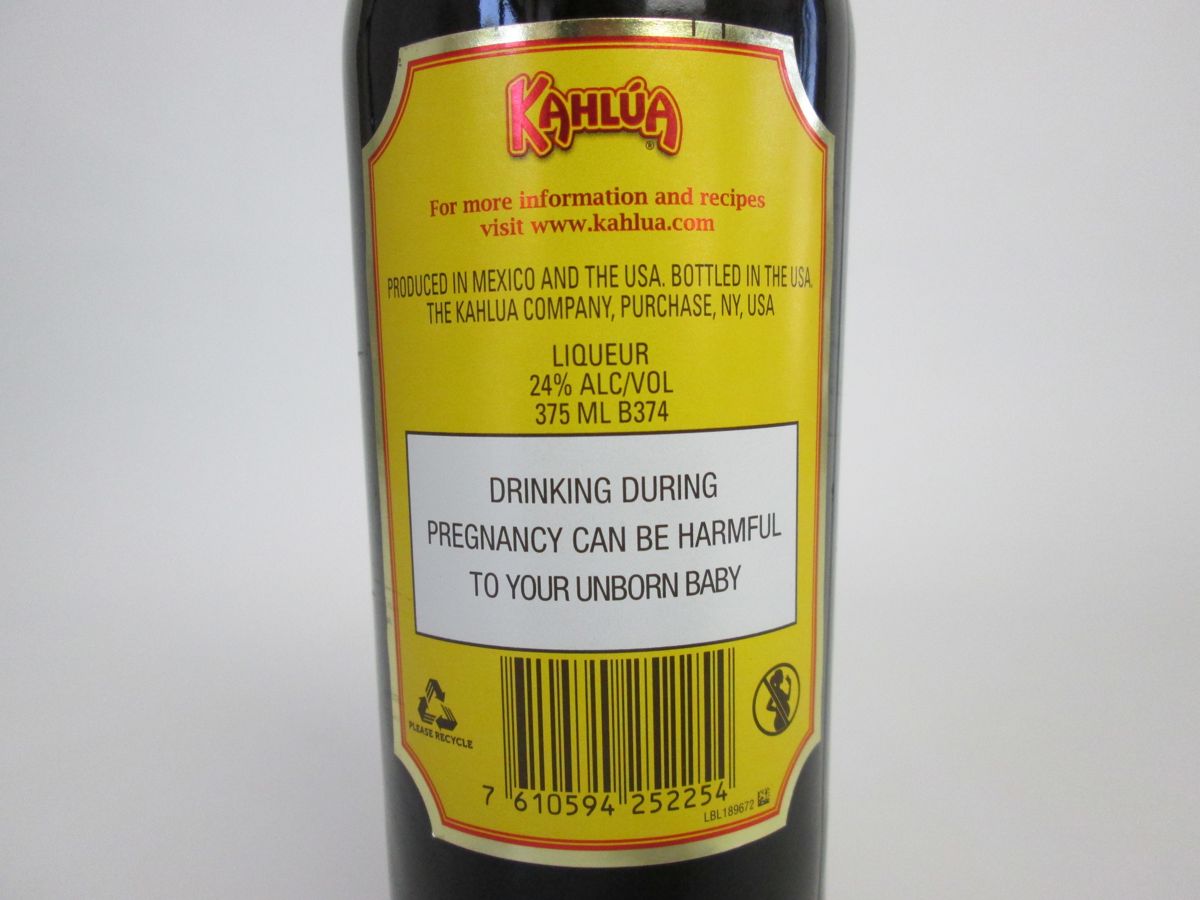 KAHLÚA®
For more information and recipes
visit www.kahlua.com
PRODUCED IN MEXICO AND THE USA. BOTTLED IN THE USA.
THE KAHLUA COMPANY, PURCHASE, NY, USA
LIQUEUR
24% ALC/VOL
375 ML B374
DRINKING DURING
PREGNANCY CAN BE HARMFUL
TO YOUR UNBORN BABY
PLEASE RECYCLE
7 610594 252254
LBL189672